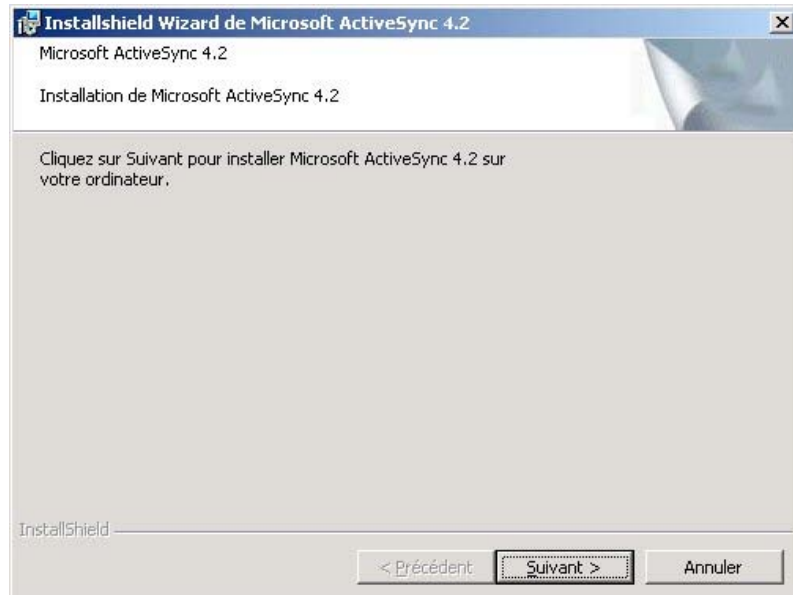 Installshield Wizard de Microsoft ActiveSync 4.2
Microsoft ActiveSync 4.2
Installation de Microsoft ActiveSync 4.2
Cliquez sur Suivant pour installer Microsoft ActiveSync 4.2 sur
votre ordinateur.
InstallShield
< Précédent Suivant > Annuler